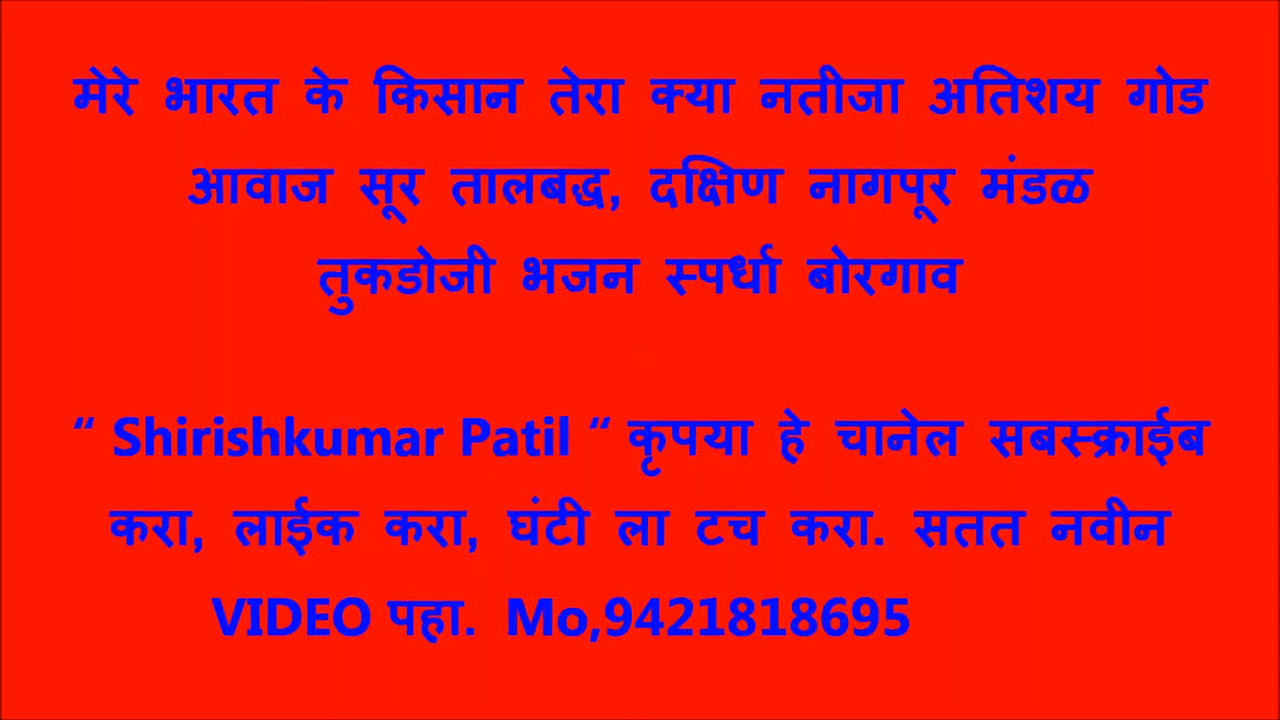 मेरे भारत के किसान तेरा क्या नतीजा अतिशय गोड
आवाज सूर तालबद्ध, दक्षिण नागपूर मंडळ
तुकडोजी भजन स्पर्धा बोरगाव
“ Shirishkumar Patil ” कृपया हे चानेल सबस्क्राईब
करा, लाईक करा, घंटी ला टच करा. सतत नवीन
VIDEO पहा. Mo,9421818695